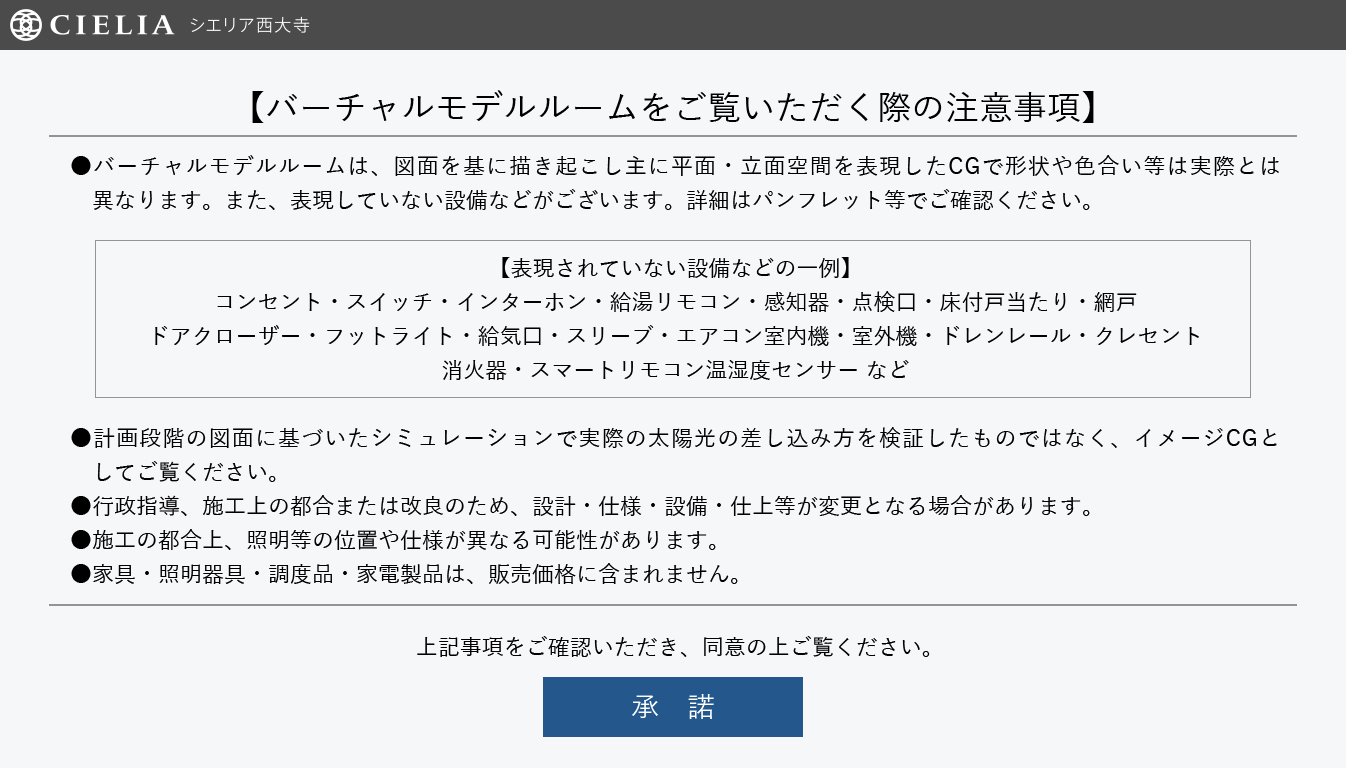 CIELIA シエリア西大寺
【バーチャルモデルルームをご覧いただく際の注意事項】
●バーチャルモデルルームは、図面を基に描き起こし主に平面・立面空間を表現したCGで形状や色合い等は実際とは
異なります。また、表現していない設備などがございます。詳細はパンフレット等でご確認ください。
【表現されていない設備などの一例】
コンセント・スイッチ・インターホン・給湯リモコン・感知器・点検口・床付戸当たり・網戸
ドアクローザー・フットライト・給気口・スリーブ・エアコン室内機・室外機・ドレンレール・クレセント
消火器・スマートリモコン温湿度センサー など
●計画段階の図面に基づいたシミュレーションで実際の太陽光の差し込み方を検証したものではなく、イメージCGと
してご覧ください。
●行政指導、施工上の都合または改良のため、設計・仕様・設備・仕上等が変更となる場合があります。
●施工の都合上、照明等の位置や仕様が異なる可能性があります。
●家具・照明器具・調度品・家電製品は、販売価格に含まれません。
上記事項をご確認いただき、同意の上ご覧ください。
承　諾